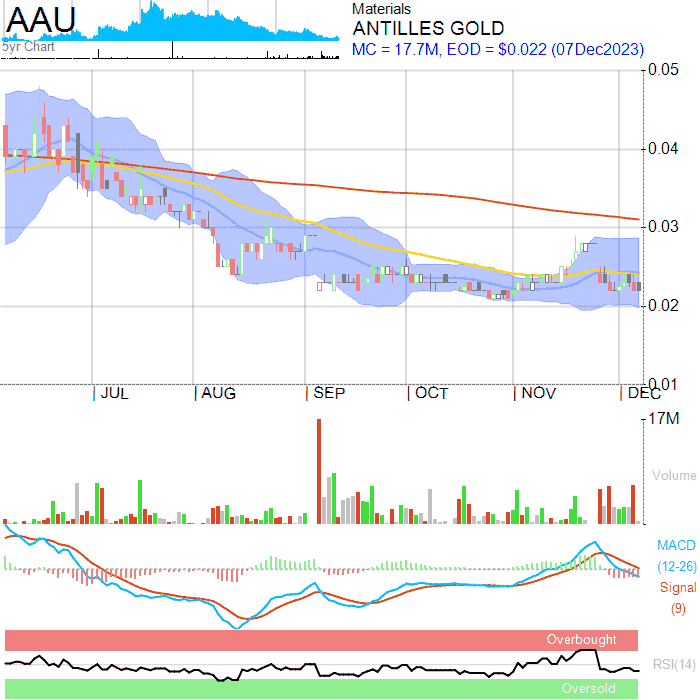 AAU
5yr Chart
Materials
ANTILLES GOLD
MC = 17.7M, EOD = $0.022 (07Dec2023)
0.05
0.04
0.03
0.02
0.01
JUL
AUG
SEP
OCT
NOV
DEC
17M
Volume
MACD
(12-26)
Signal
(9)
Overbought
RSI(14)
Oversold